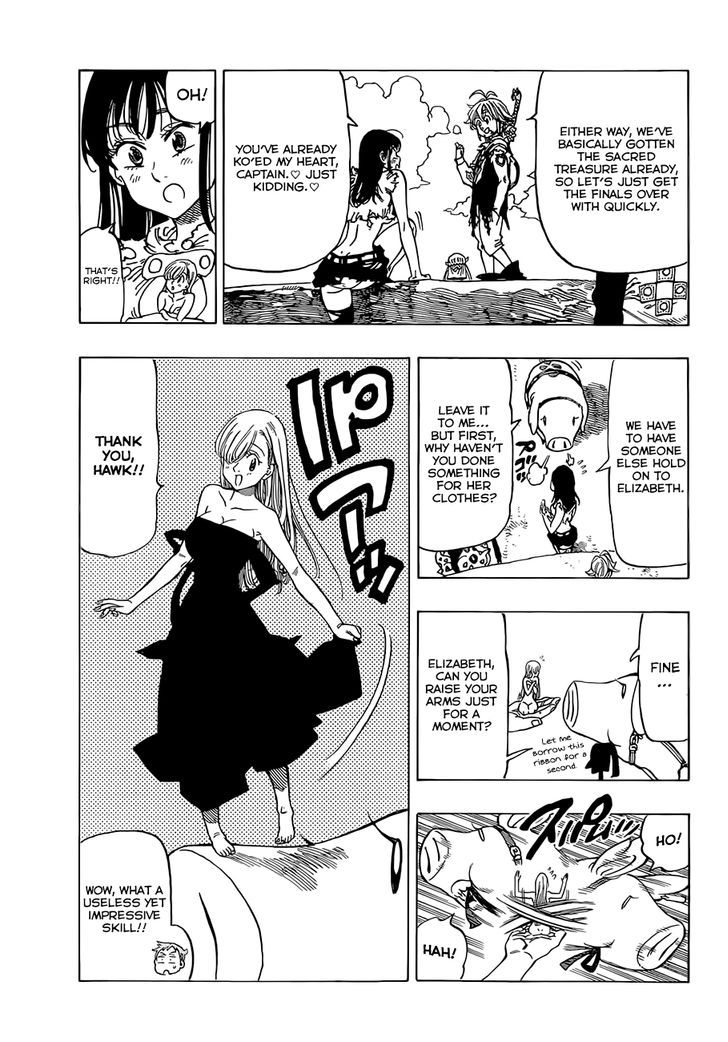 EITHER WAY, WE'VE
BASICALLY GOTTEN
THE SACRED
TREASURE ALREADY,
SO LET'S JUST GET
THE FINALS OVER
WITH QUICKLY.
YOU'VE ALREADY
KO'ED MY HEART,
CAPTAIN.♡ JUST
KIDDING.♡
OH!
THAT'S
RIGHT!!
WE HAVE
TO HAVE
SOMEONE
ELSE HOLD
ON TO
ELIZABETH.
LEAVE IT
TO ME...
BUT FIRST,
WHY HAVEN'T
YOU DONE
SOMETHING
FOR HER
CLOTHES?
FINE
...
Let me
borrow this
ribbon for a
second.
ELIZABETH,
CAN YOU
RAISE YOUR
ARMS JUST
FOR A
MOMENT?
HO!
HAH!
THANK
YOU,
HAWK!!
WOW, WHAT A
USELESS YET
IMPRESSIVE
SKILL!!